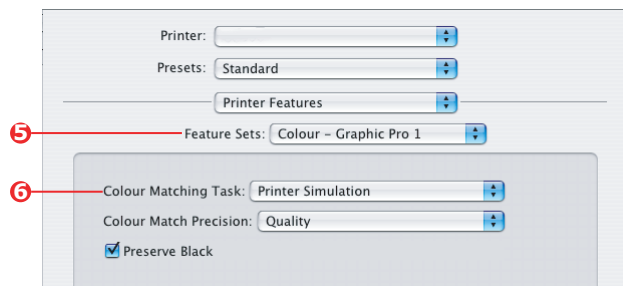 Printer:
Presets: Standard
Printer Features
5 Feature Sets: Colour – Graphic Pro 1
6 Colour Matching Task: Printer Simulation
Colour Match Precision: Quality
Preserve Black